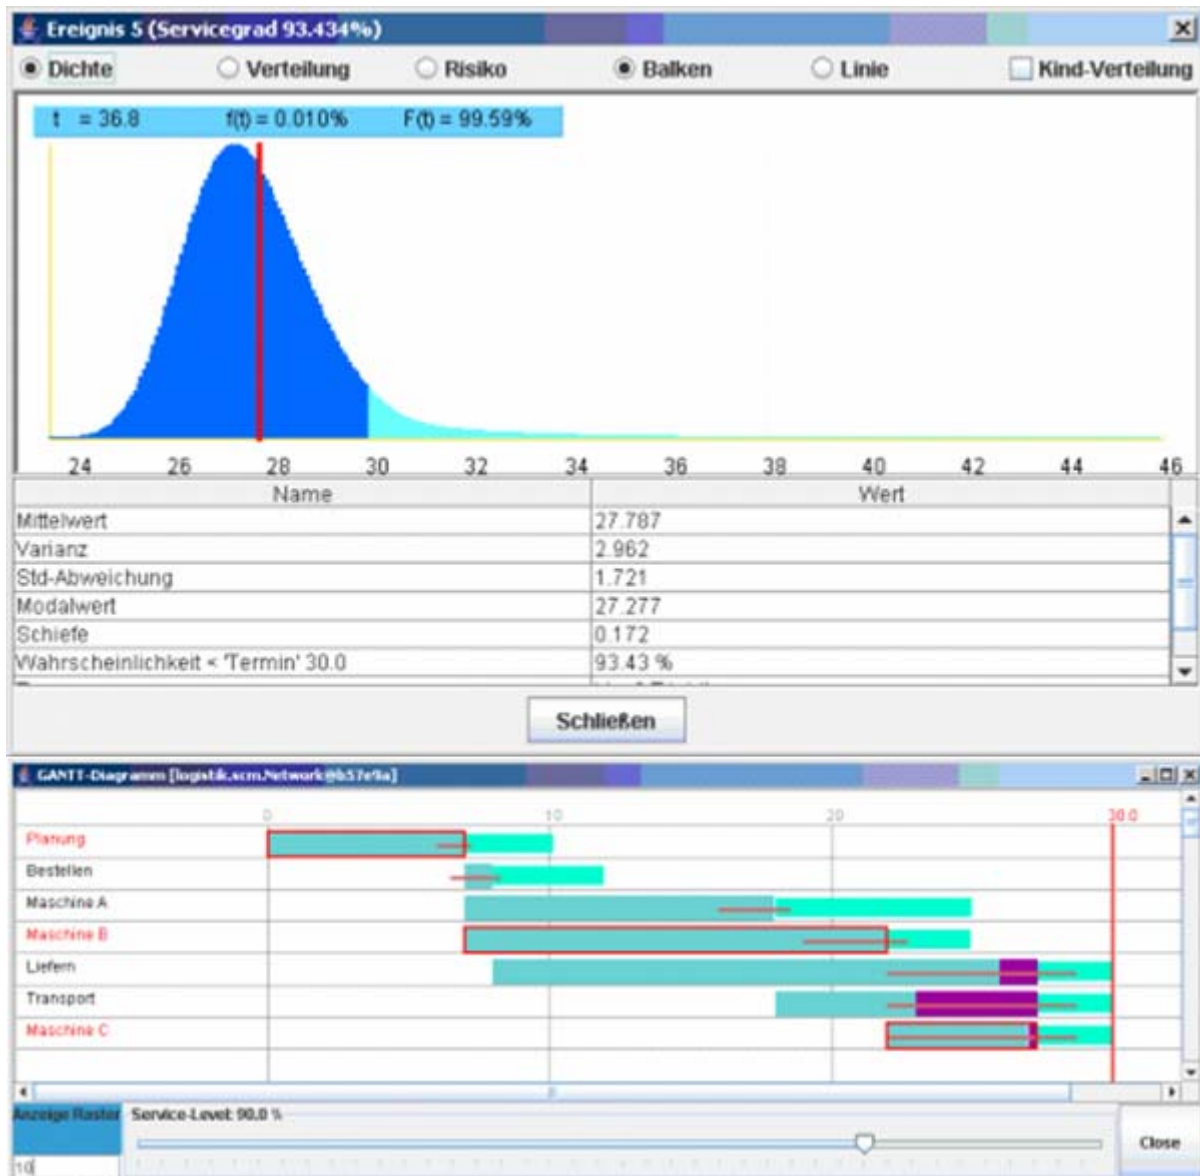 Ereignis 5 (Servicegrad 93.434%)
Dichte Verteilung Risiko Balken Linie Kind-Verteilung
t = 36.8 f(t) = 0.010% F(t) = 99.59%
24 26 28 30 32 34 36 38 40 42 44 46
Name Wert
Mittelwert 27.787
Varianz 2.962
Std-Abweichung 1.721
Modalwert 27.277
Schiefe 0.172
Wahrscheinlichkeit < 'Termin' 30.0 93.43 %
Schließen
GANTT-Diagramm [logistik.scm.Network@b57e9a]
0 10 20 30.0
Planung
Bestellen
Maschine A
Maschine B
Liefern
Transport
Maschine C
Anzeige Raster Service-Level: 90.0 %
Close
10